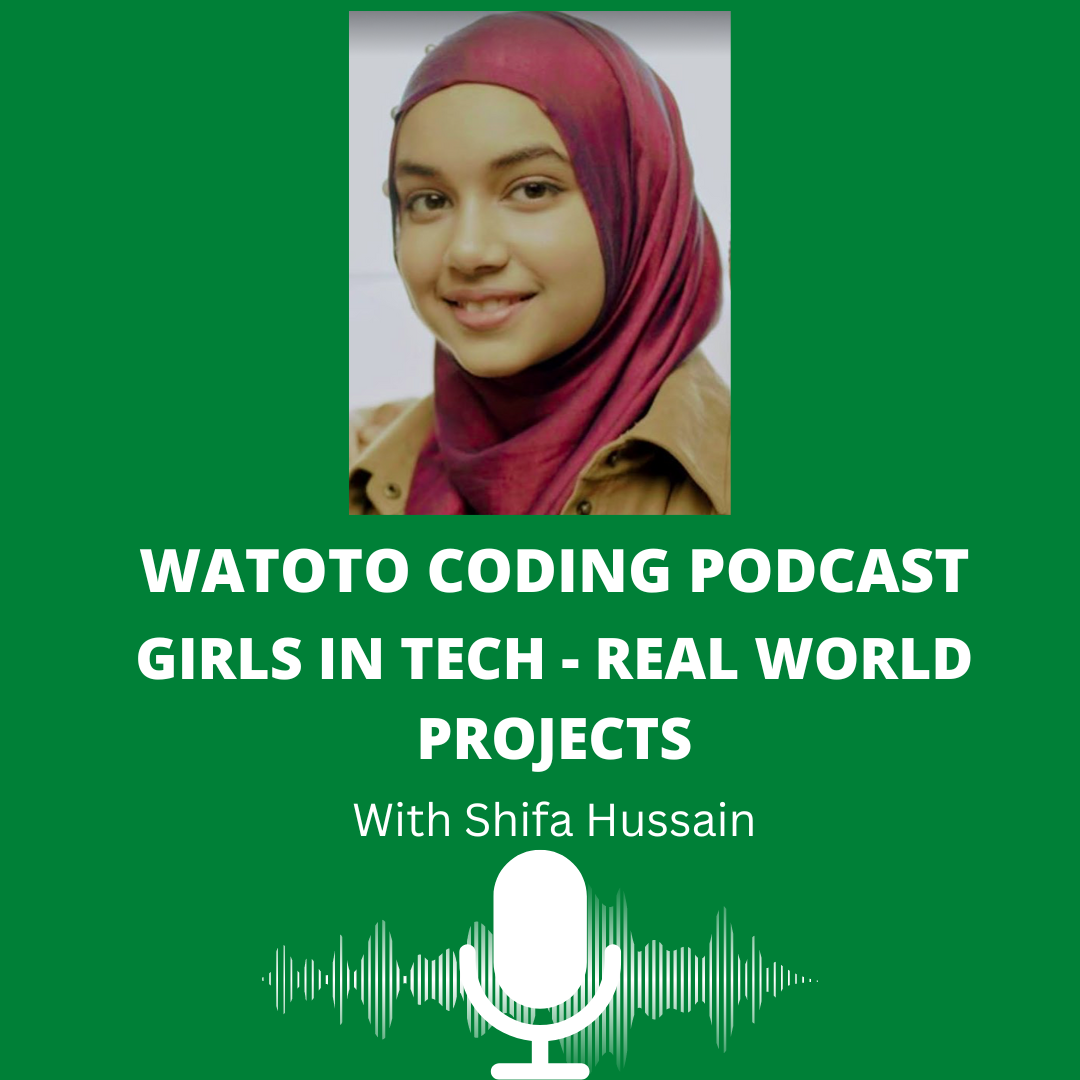 WATOTO CODING PODCAST
GIRLS IN TECH - REAL WORLD
PROJECTS
With Shifa Hussain